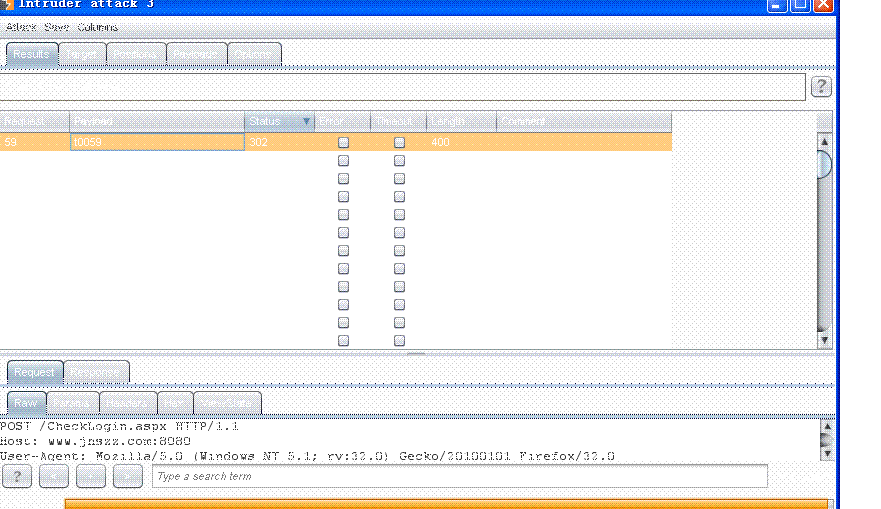 Intruder attack 3
Attack Save Columns
Results Target Positions Payloads Options
?
Request Payload Status Error Timeout Length Comment
59 10059 302 400
Request Response
Raw Params Headers Hex ViewState
POST /CheckLogin.aspx HTTP/1.1
Host: www.jnszz.com:8080
User-Agent: Mozilla/5.0 (Windows NT 5.1; rv:32.0) Gecko/20100101 Firefox/32.0
? < + > Type a search term